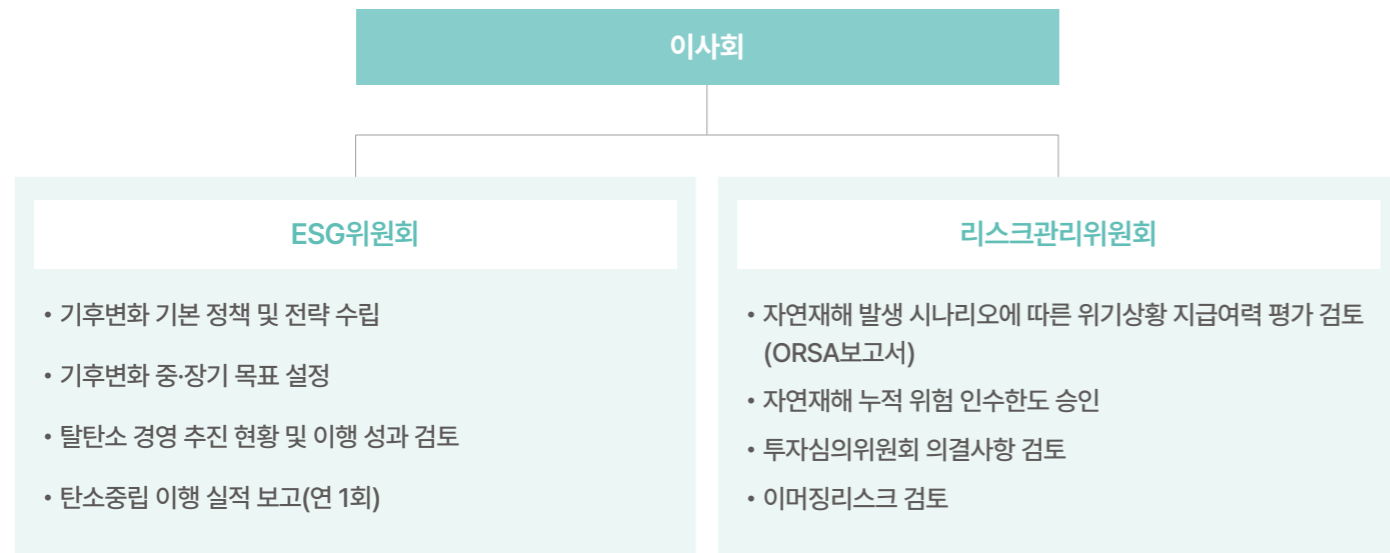 이사회
ESG위원회
• 기후변화 기본 정책 및 전략 수립
• 기후변화 중·장기 목표 설정
• 탈탄소 경영 추진 현황 및 이행 성과 검토
• 탄소중립 이행 실적 보고(연 1회)
리스크관리위원회
• 자연재해 발생 시나리오에 따른 위기상황 지급여력 평가 검토
(ORSA보고서)
• 자연재해 누적 위험 인수한도 승인
• 투자심의위원회 의결사항 검토
• 이머징리스크 검토